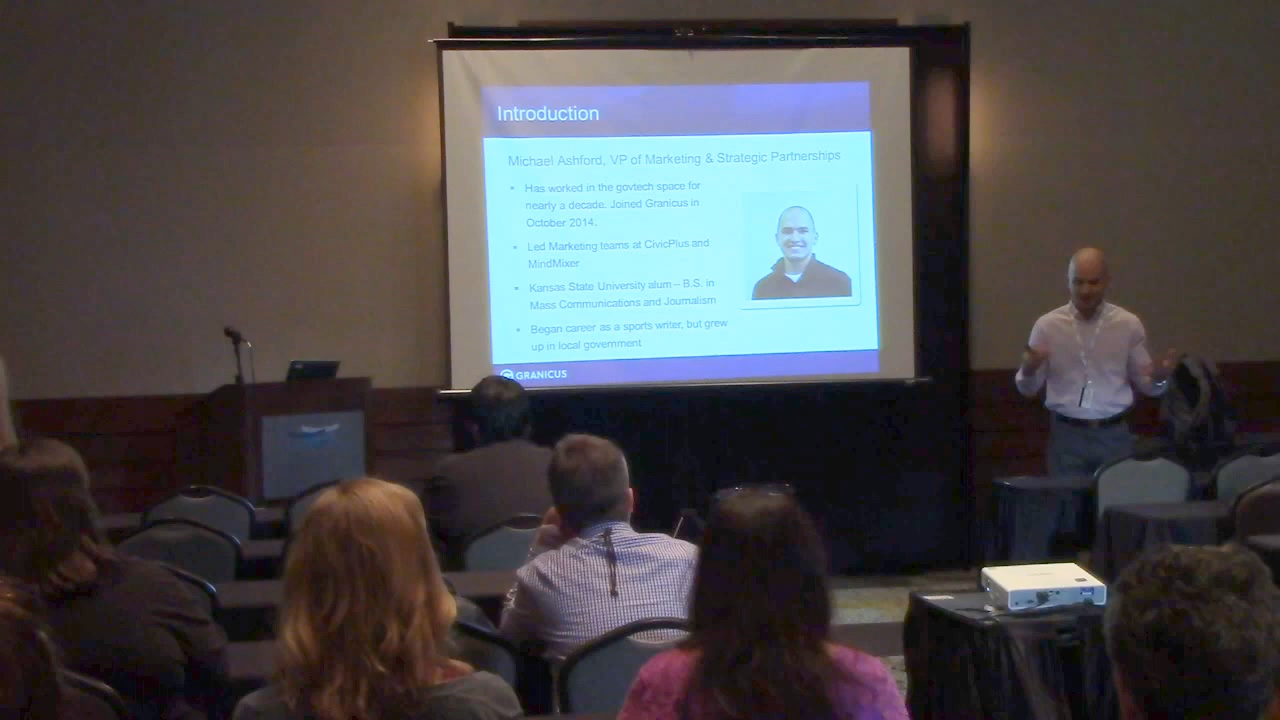 Introduction
Michael Ashford, VP of Marketing & Strategic Partnerships
• Has worked in the govtech space for
nearly a decade. Joined Granicus in
October 2014.
• Led Marketing teams at CivicPlus and
MindMixer
• Kansas State University alum – B.S. in
Mass Communications and Journalism
• Began career as a sports writer, but grew
up in local government
GRANICUS